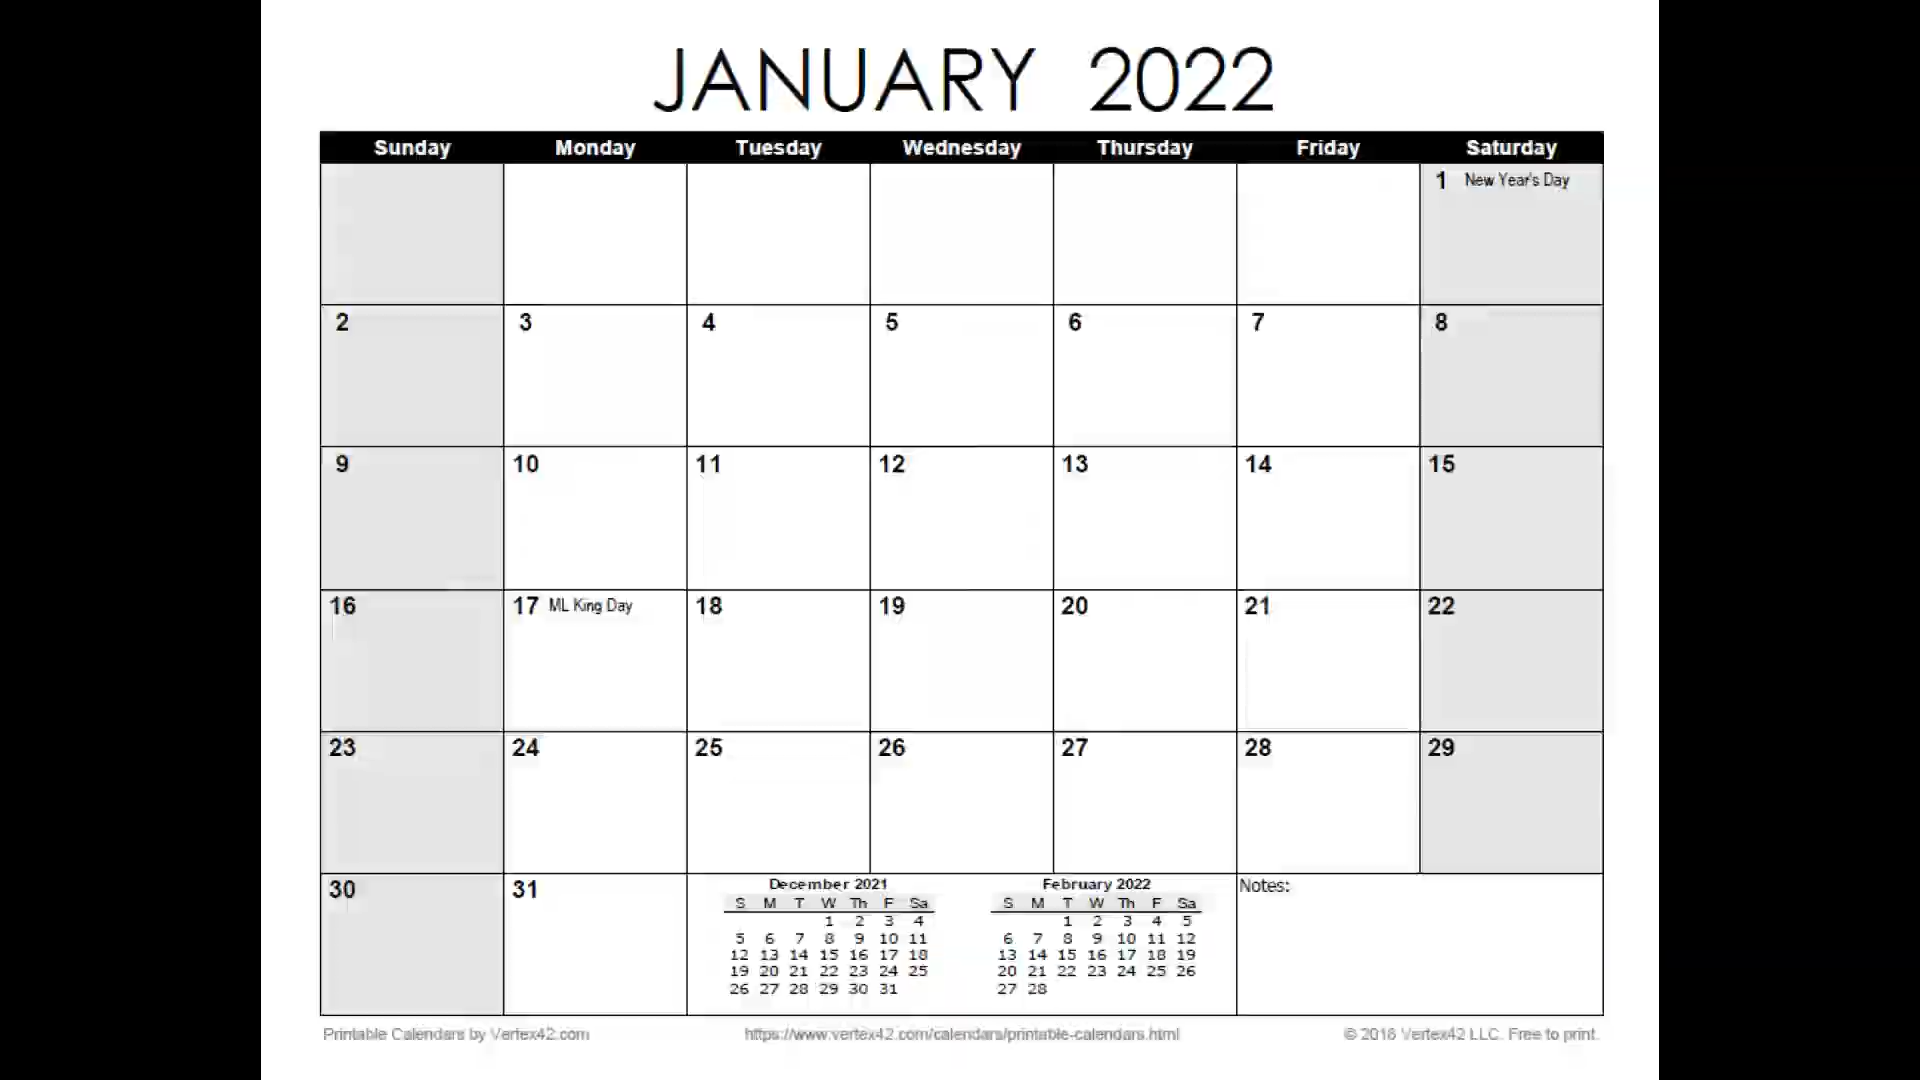 JANUARY 2022
Sunday Monday Tuesday Wednesday Thursday Friday Saturday
1 New Year's Day
2 3 4 5 6 7 8
9 10 11 12 13 14 15
16 17 ML King Day 18 19 20 21 22
23 24 25 26 27 28 29
30 31
December 2021
S M T W Th F Sa
1 2 3 4
5 6 7 8 9 10 11
12 13 14 15 16 17 18
19 20 21 22 23 24 25
26 27 28 29 30 31
February 2022
S M T W Th F Sa
1 2 3 4 5
6 7 8 9 10 11 12
13 14 15 16 17 18 19
20 21 22 23 24 25 26
27 28
Notes:
Printable Calendars by Vertex42.com
https://www.vertex42.com/calendars/printable-calendars.html
© 2018 Vertex42 LLC. Free to print.